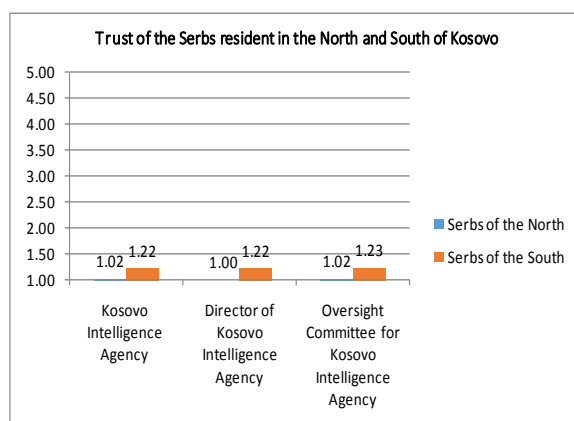 Trust of the Serbs resident in the North and South of Kosovo
5.00
4.50
4.00
3.50
3.00
2.50
2.00
1.50
1.00
1.02 1.22
1.00 1.22
1.02 1.23
Serbs of the North
Serbs of the South
Kosovo
Intelligence
Agency
Director of
Kosovo
Intelligence
Agency
Oversight
Committee for
Kosovo
Intelligence
Agency